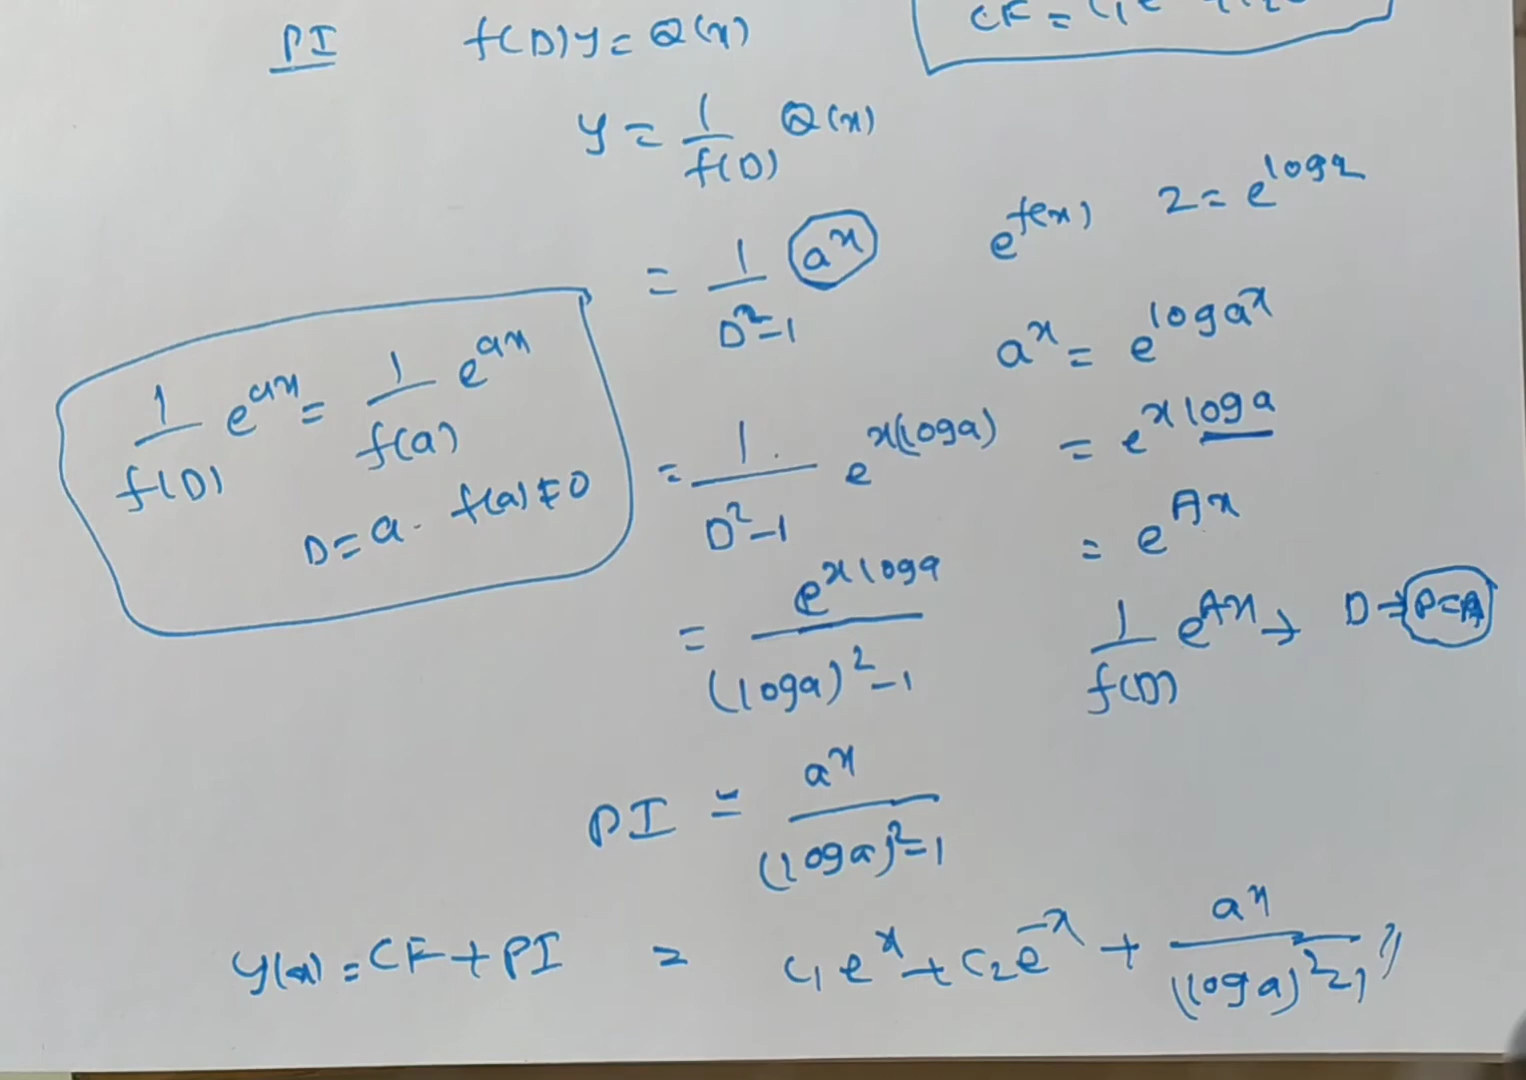 PI f(D)y = Q(x)
CF = C₁e
y = 1/f(D) Q(x)
= 1/(D²-1) aˣ
e^f(x) 2 = e^log2
aˣ = e^log aˣ
1/f(D) e^ax = 1/f(a) e^ax
D = a. f(a) ≠ 0
= 1/(D²-1) e^x(log a)
= e^x log a
= e^Ax
= e^x log a/((log a)²-1)
1/f(D) e^Ax → D →
PI = aˣ/((log a)²-1)
y(x) = CF + PI = C₁eˣ + C₂e⁻ˣ + aˣ/((log a)²-1) //